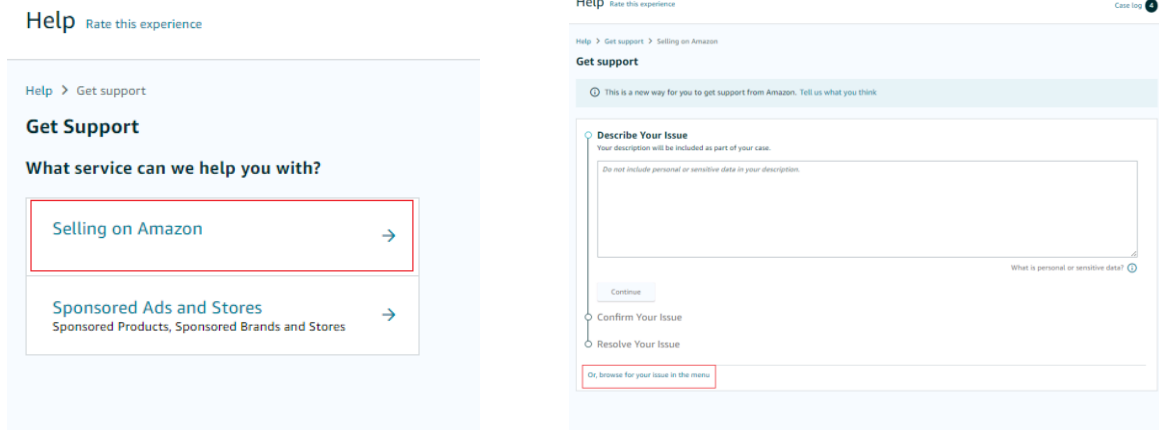 Help Rate this experience
Help > Get support
Get Support
What service can we help you with?
Selling on Amazon
Sponsored Ads and Stores
Sponsored Products, Sponsored Brands and Stores
Help Rate this experience
Case log 4
Help > Get support > Selling on Amazon
Get support
This is a new way for you to get support from Amazon. Tell us what you think
Describe Your Issue
Your description will be included as part of your case.
Do not include personal or sensitive data in your description.
What is personal or sensitive data?
Continue
Confirm Your Issue
Resolve Your Issue
Or, browse for your issue in the menu